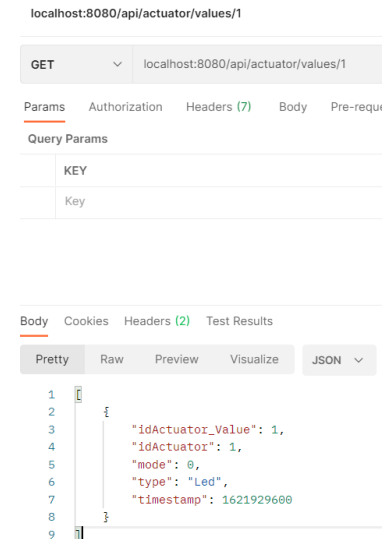 localhost:8080/api/actuator/values/1
GET localhost:8080/api/actuator/values/1
Params Authorization Headers (7) Body Pre-reque
Query Params
KEY
Key
Body Cookies Headers (2) Test Results
Pretty Raw Preview Visualize JSON
1 [
2 {
3 "idActuator_Value": 1,
4 "idActuator": 1,
5 "mode": 0,
6 "type": "Led",
7 "timestamp": 1621929600
8 }
9 ]